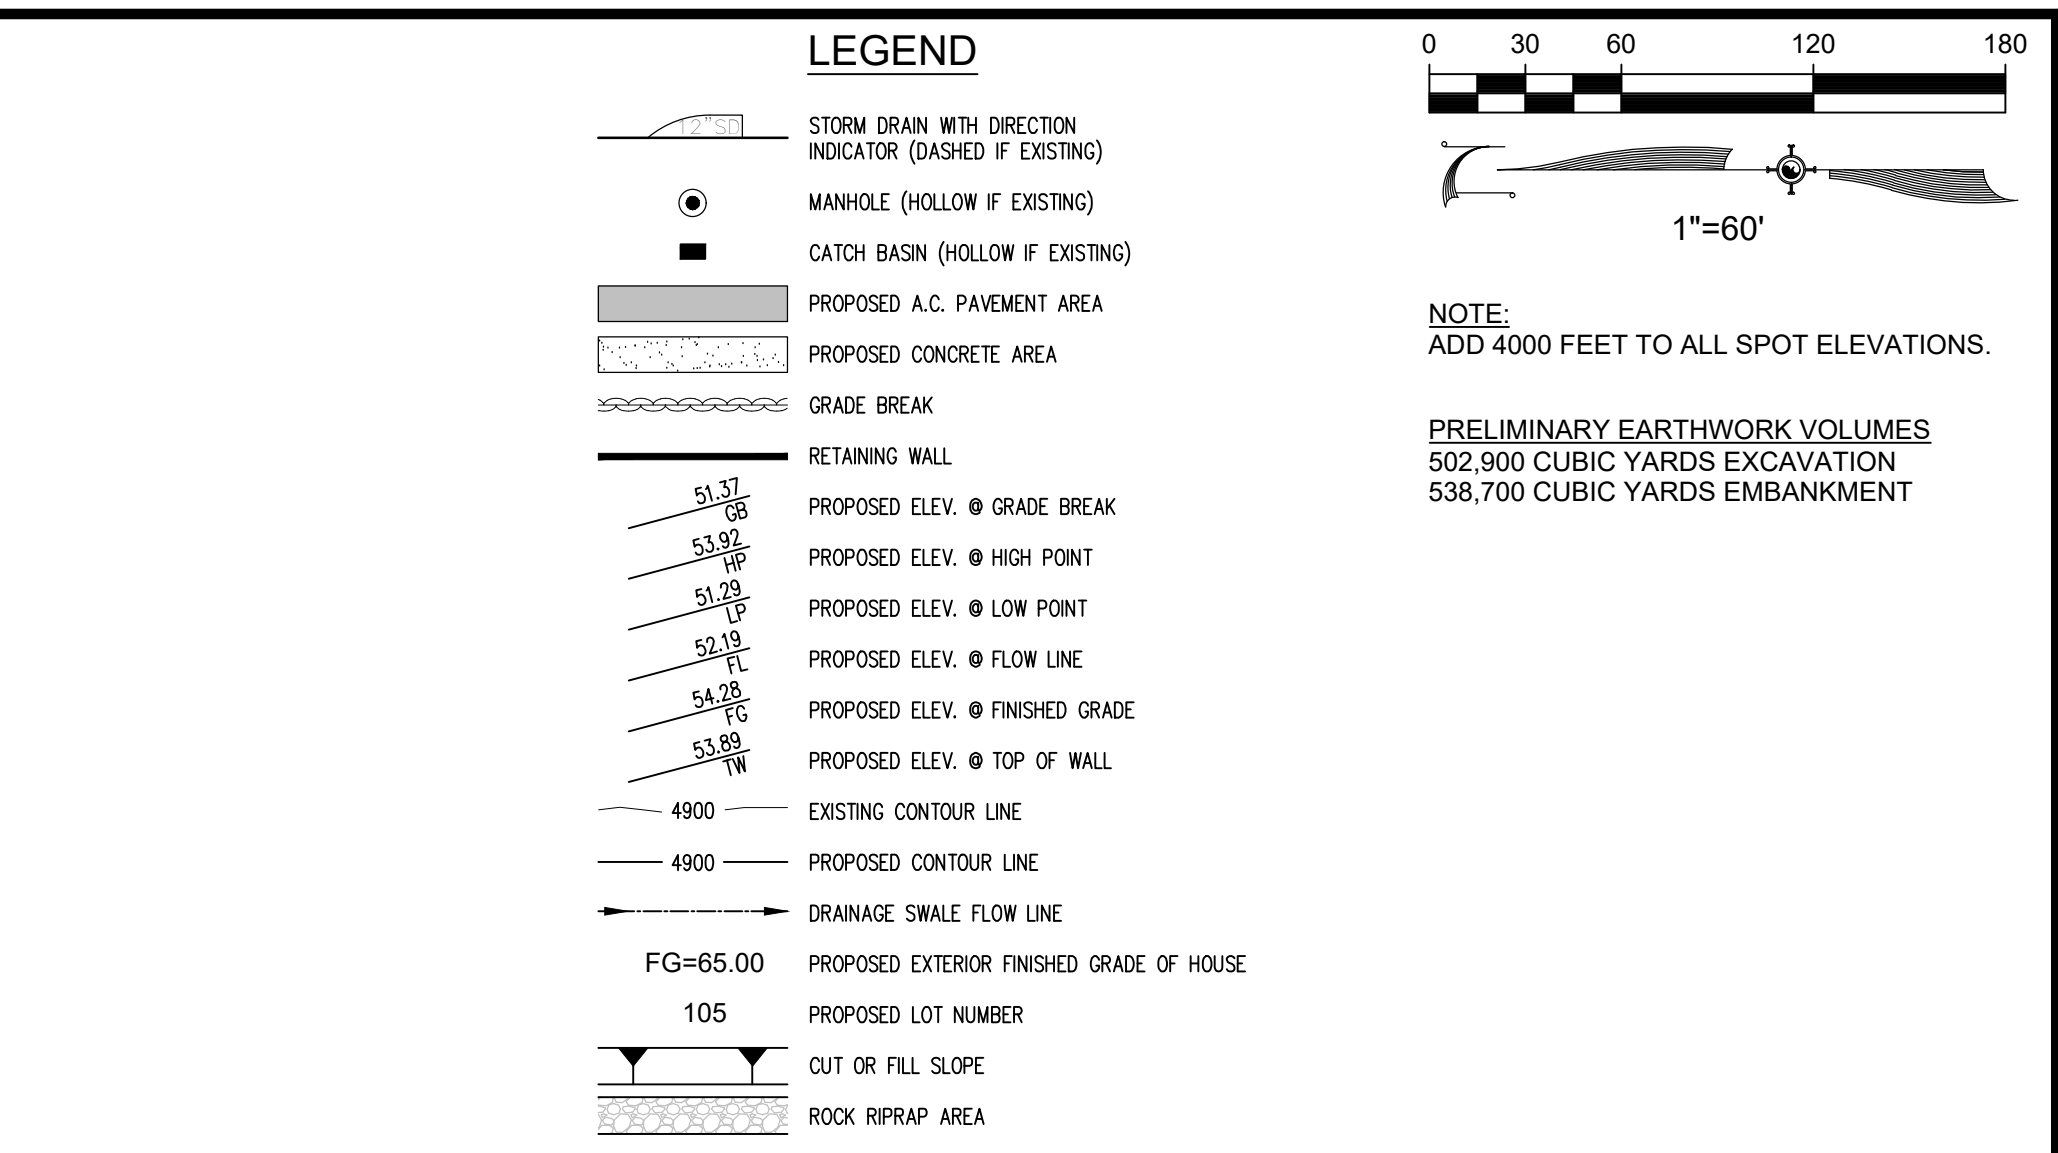 LEGEND
12"SD
STORM DRAIN WITH DIRECTION
INDICATOR (DASHED IF EXISTING)
MANHOLE (HOLLOW IF EXISTING)
CATCH BASIN (HOLLOW IF EXISTING)
PROPOSED A.C. PAVEMENT AREA
PROPOSED CONCRETE AREA
GRADE BREAK
RETAINING WALL
51.37
GB
PROPOSED ELEV. @ GRADE BREAK
53.92
HP
PROPOSED ELEV. @ HIGH POINT
51.29
LP
PROPOSED ELEV. @ LOW POINT
52.19
FL
PROPOSED ELEV. @ FLOW LINE
54.28
FG
PROPOSED ELEV. @ FINISHED GRADE
53.89
TW
PROPOSED ELEV. @ TOP OF WALL
4900 EXISTING CONTOUR LINE
4900 PROPOSED CONTOUR LINE
DRAINAGE SWALE FLOW LINE
FG=65.00 PROPOSED EXTERIOR FINISHED GRADE OF HOUSE
105 PROPOSED LOT NUMBER
CUT OR FILL SLOPE
ROCK RIPRAP AREA
0 30 60 120 180
1"=60'
NOTE:
ADD 4000 FEET TO ALL SPOT ELEVATIONS.
PRELIMINARY EARTHWORK VOLUMES
502,900 CUBIC YARDS EXCAVATION
538,700 CUBIC YARDS EMBANKMENT